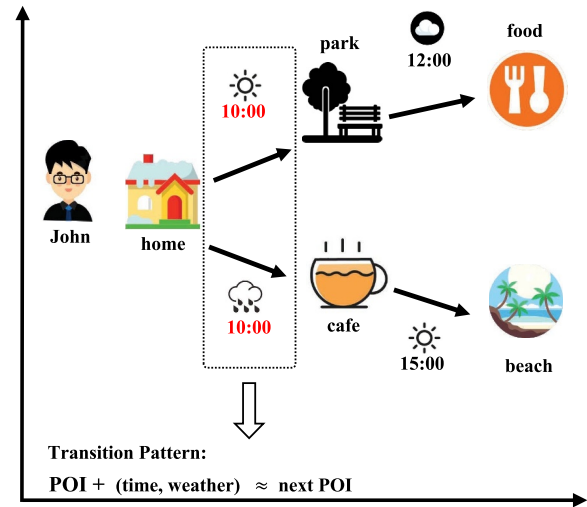 park
food
12:00
10:00
John
home
10:00
cafe
15:00
beach
Transition Pattern:
POI + (time, weather) ≈ next POI